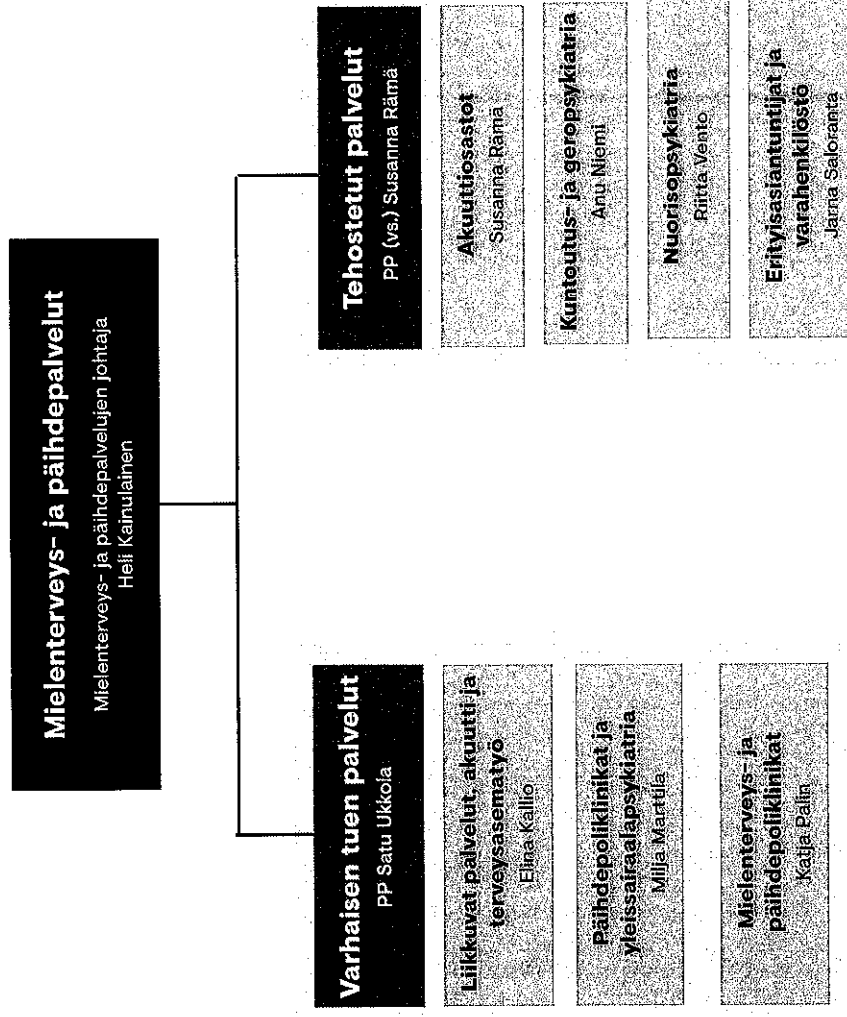 Mielenterveys- ja päihdepalvelut
Mielenterveys- ja päihdepalvelujen johtaja
Heli Kainulainen
Varhaisen tuen palvelut
PP Satu Ukkola
Liikkuvat palvelut, akuutti ja
terveysasematyö
Elina Kallio
Päihdepoliklinikat ja
yleissairaalapsykiatria
Milja Marttila
Mielenterveys- ja
päihdepoliklinikat
Katja Palin
Tehostetut palvelut
PP (vs.) Susanna Rämä
Akuuttiosastot
Susanna Rämä
Kuntoutus- ja geropsykiatria
Anu Niemi
Nuorisopsykiatria
Riitta Vento
Erityisasiantuntijat ja
varahenkilöstö
Jarna Saloranta